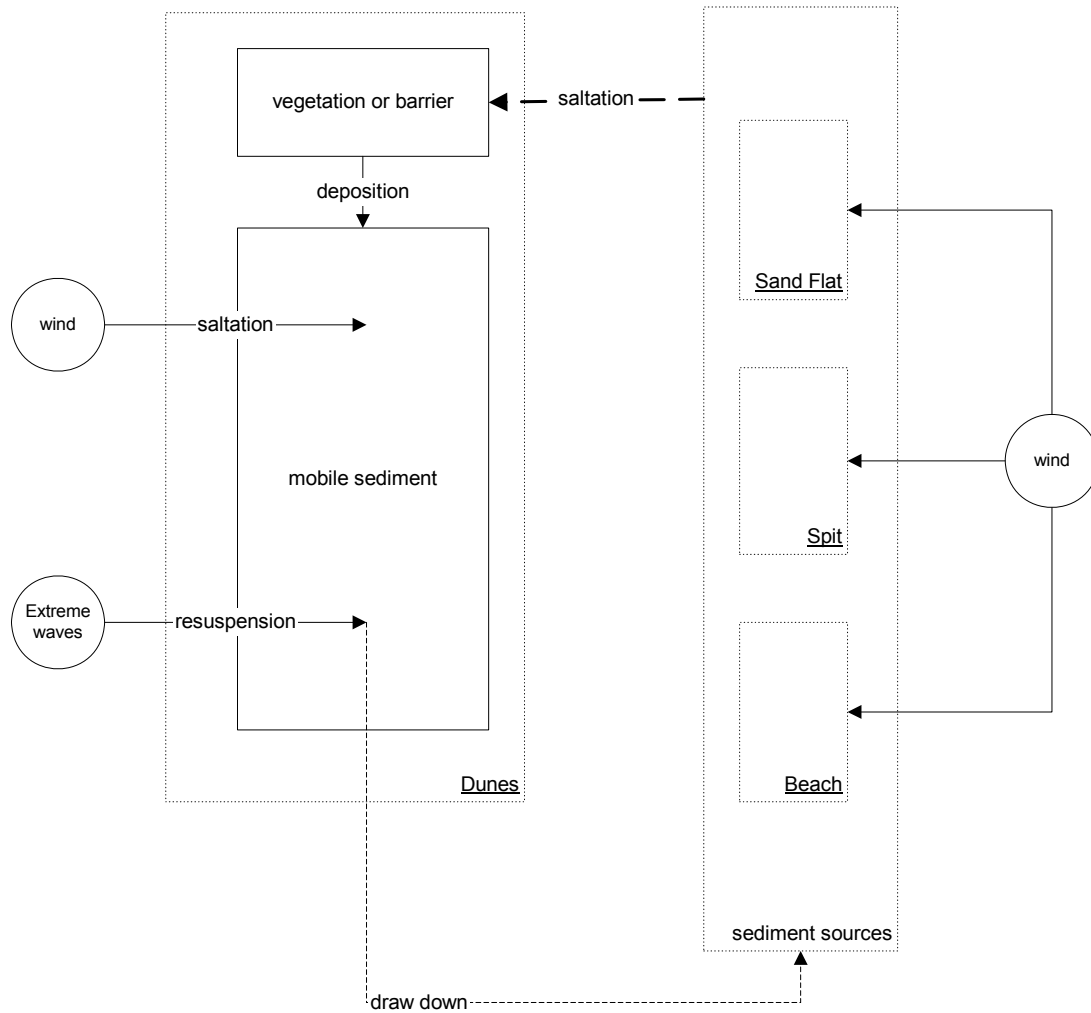 vegetation or barrier
saltation
deposition
Sand Flat
wind
saltation
mobile sediment
wind
Spit
Extreme
waves
resuspension
Dunes
Beach
sediment sources
draw down